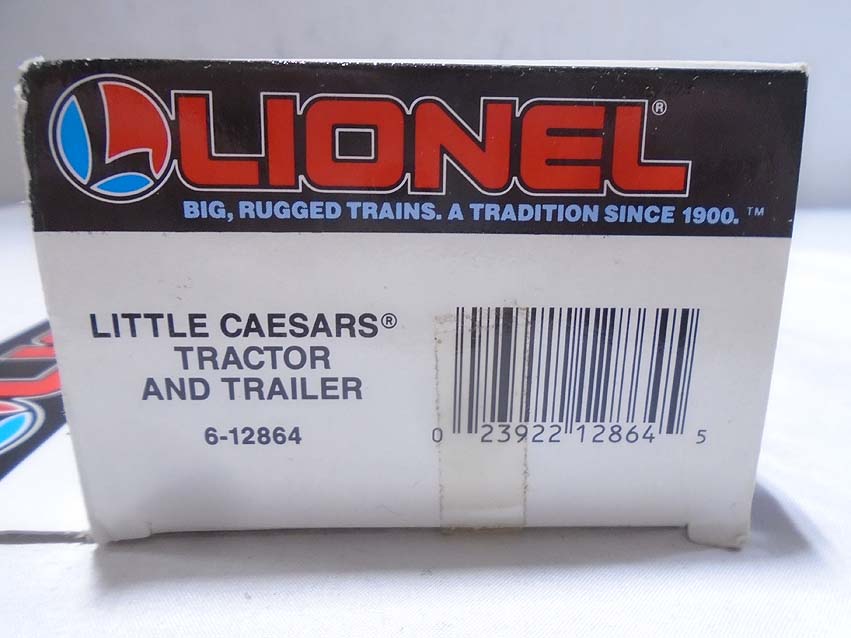 LIONEL®
BIG, RUGGED TRAINS. A TRADITION SINCE 1900.™
LITTLE CAESARS®
TRACTOR
AND TRAILER
6-12864
0 23922 12864 5